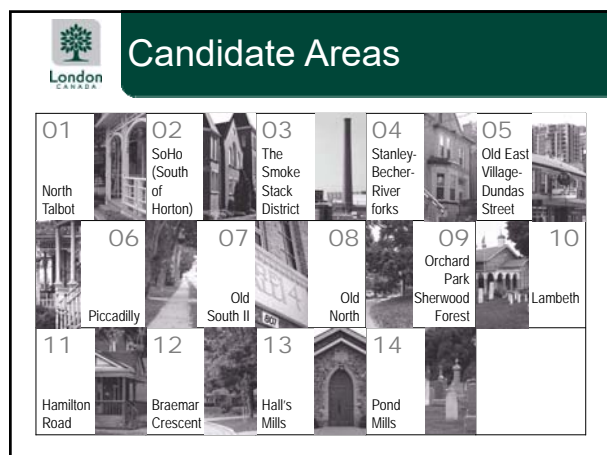 London
CANADA
Candidate Areas
01
North
Talbot
02
SoHo
(South
of
Horton)
03
The
Smoke
Stack
District
04
Stanley-
Becher-
River
forks
05
Old East
Village-
Dundas
Street
06
Piccadilly
07
Old
South II
08
Old
North
09
Orchard
Park
Sherwood
Forest
10
Lambeth
11
Hamilton
Road
12
Braemar
Crescent
13
Hall's
Mills
14
Pond
Mills